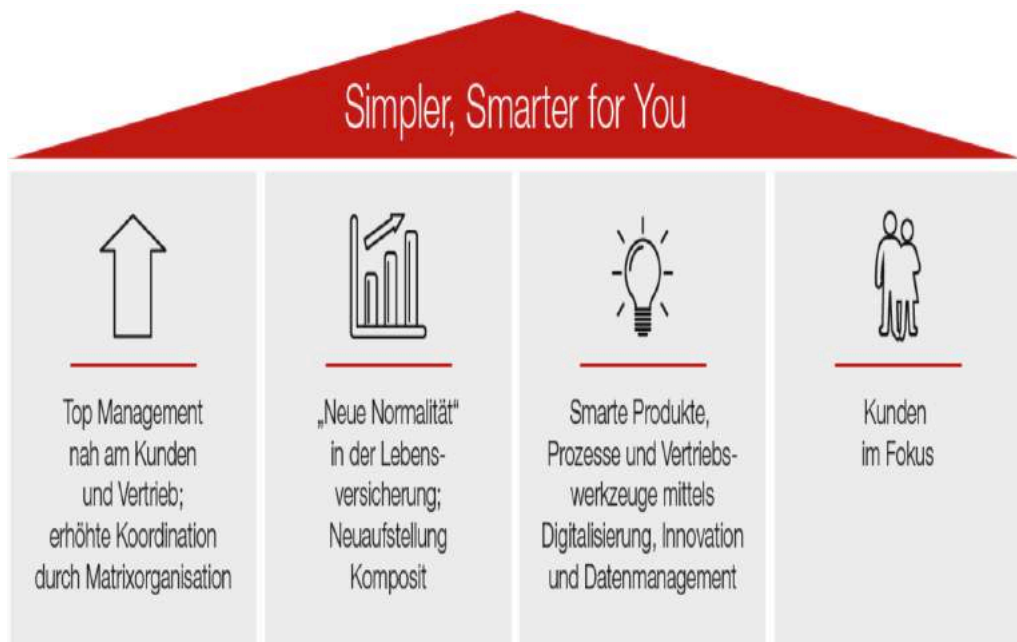 Simpler, Smarter for You
Top Management
nah am Kunden
und Vertrieb;
erhöhte Koordination
durch Matrixorganisation
„Neue Normalität“
in der Lebens-
versicherung;
Neuaufstellung
Komposit
Smarte Produkte,
Prozesse und Vertriebs-
werkzeuge mittels
Digitalisierung, Innovation
und Datenmanagement
Kunden
im Fokus